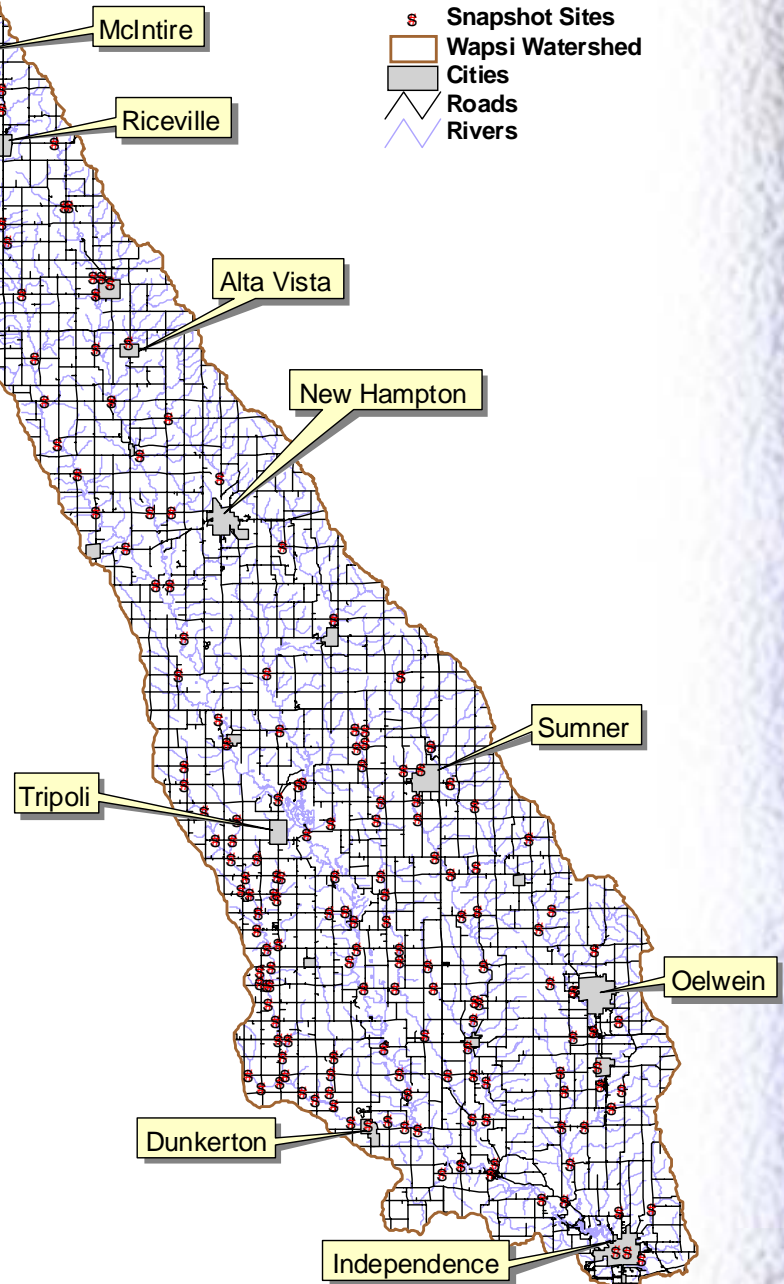 McIntire
S Snapshot Sites
Wapsi Watershed
Cities
Roads
Rivers
Riceville
Alta Vista
New Hampton
Sumner
Tripoli
Oelwein
Dunkerton
Independence